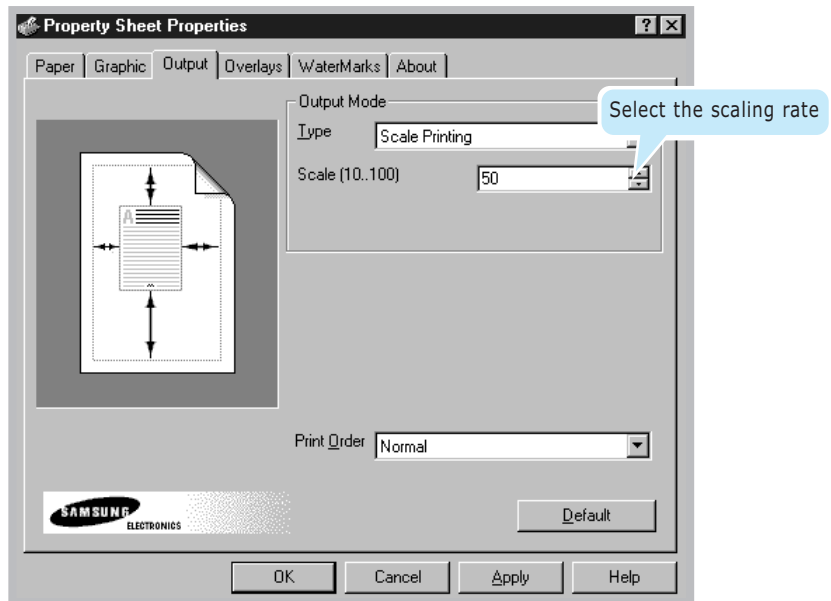 Property Sheet Properties
Paper Graphic Output Overlays WaterMarks About
Output Mode
Select the scaling rate
Type Scale Printing
Scale (10..100) 50
A
Print Order Normal
SAMSUNG
ELECTRONICS
Default
OK Cancel Apply Help